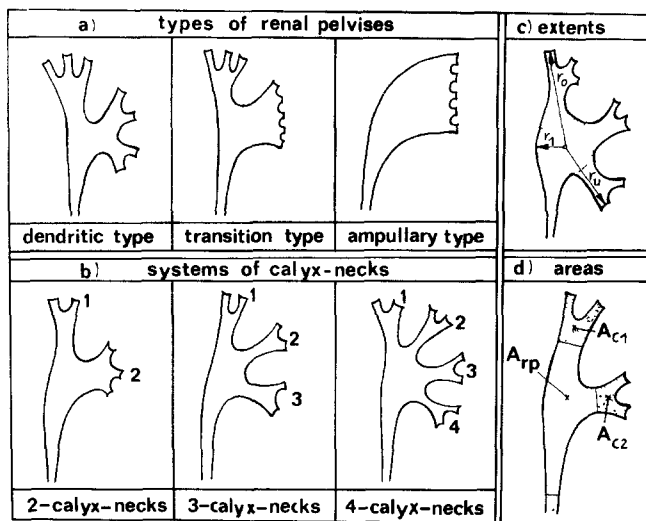 a) types of renal pelvises
dendritic type
transition type
ampullary type
b) systems of calyx-necks
1
2
2-calyx-necks
1
2
3
3-calyx-necks
1
2
3
4
4-calyx-necks
c) extents
ro
r1
ru
d) areas
Ac1
Arp
Ac2